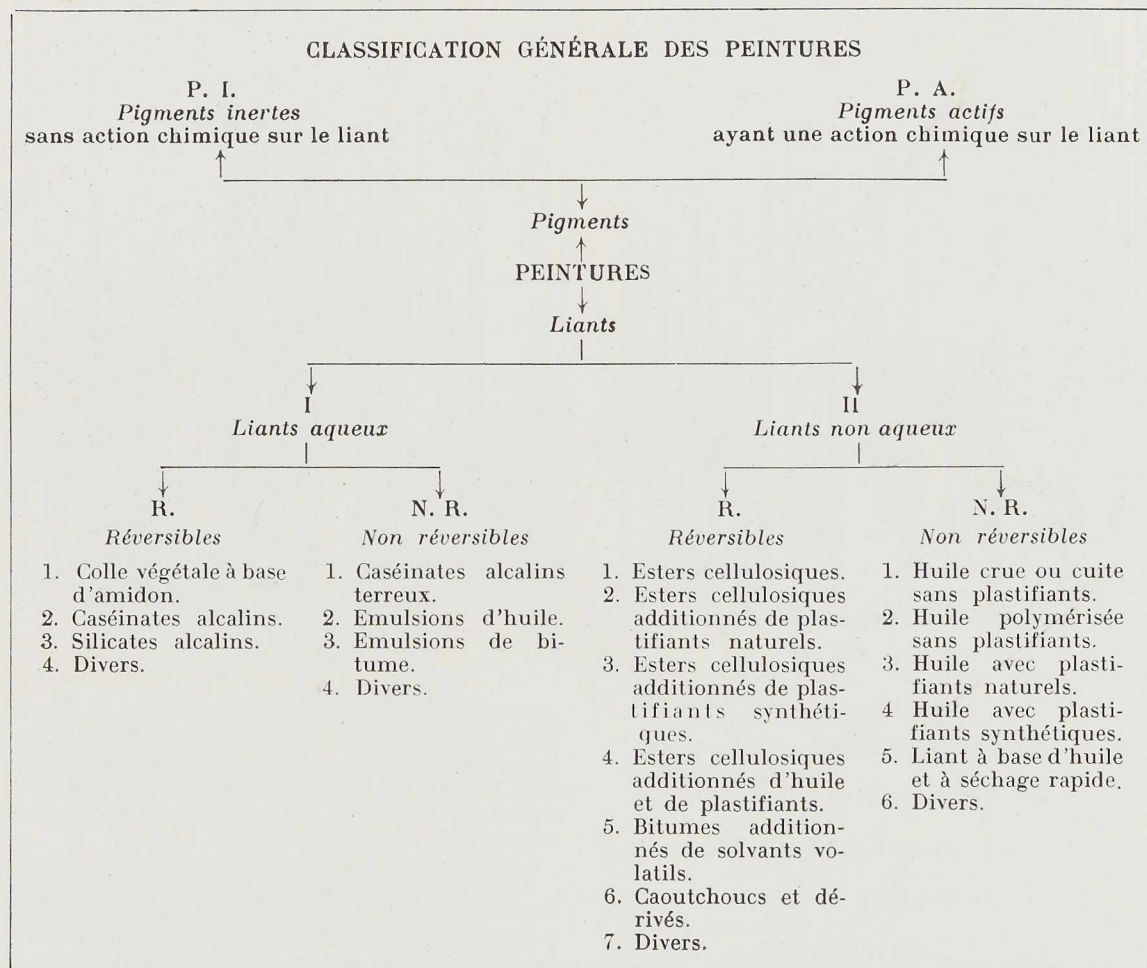 CLASSIFICATION GÉNÉRALE DES PEINTURES
P. I.
Pigments inertes
sans action chimique sur le liant
P. A.
Pigments actifs
ayant une action chimique sur le liant
Pigments
PEINTURES
Liants
I
Liants aqueux
II
Liants non aqueux
R.
Réversibles
1. Colle végétale à base
d'amidon.
2. Caséinates alcalins.
3. Silicates alcalins.
4. Divers.
N. R.
Non réversibles
1. Caséinates alcalins
terreux.
2. Emulsions d'huile.
3. Emulsions de bi-
tume.
4. Divers.
R.
Réversibles
1. Esters cellulosiques.
2. Esters cellulosiques
additionnés de plas-
tifiants naturels.
3. Esters cellulosiques
additionnés de plas-
tifiants synthéti-
ques.
4. Esters cellulosiques
additionnés d'huile
et de plastifiants.
5. Bitumes addition-
nés de solvants vo-
latils.
6. Caoutchoucs et dé-
rivés.
7. Divers.
N. R.
Non réversibles
1. Huile crue ou cuite
sans plastifiants.
2. Huile polymérisée
sans plastifiants.
3. Huile avec plasti-
fiants naturels.
4 Huile avec plasti-
fiants synthétiques.
5. Liant à base d'huile
et à séchage rapide.
6. Divers.